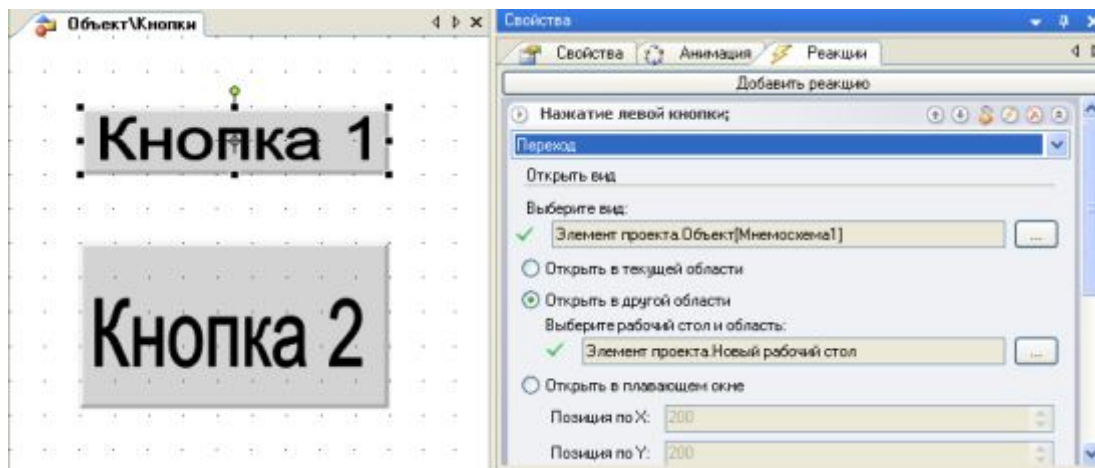 Объект\Кнопки
Кнопка 1
Кнопка 2
Свойства
Свойства Анимация Реакции
Добавить реакцию
Нажатие левой кнопки;
Переход
Открыть вид
Выберите вид:
Элемент проекта.Объект[Мнемосхема1]
...
Открыть в текущей области
Открыть в другой области
Выберите рабочий стол и область:
Элемент проекта.Новый рабочий стол
...
Открыть в плавающем окне
Позиция по X: 200
Позиция по Y: 200